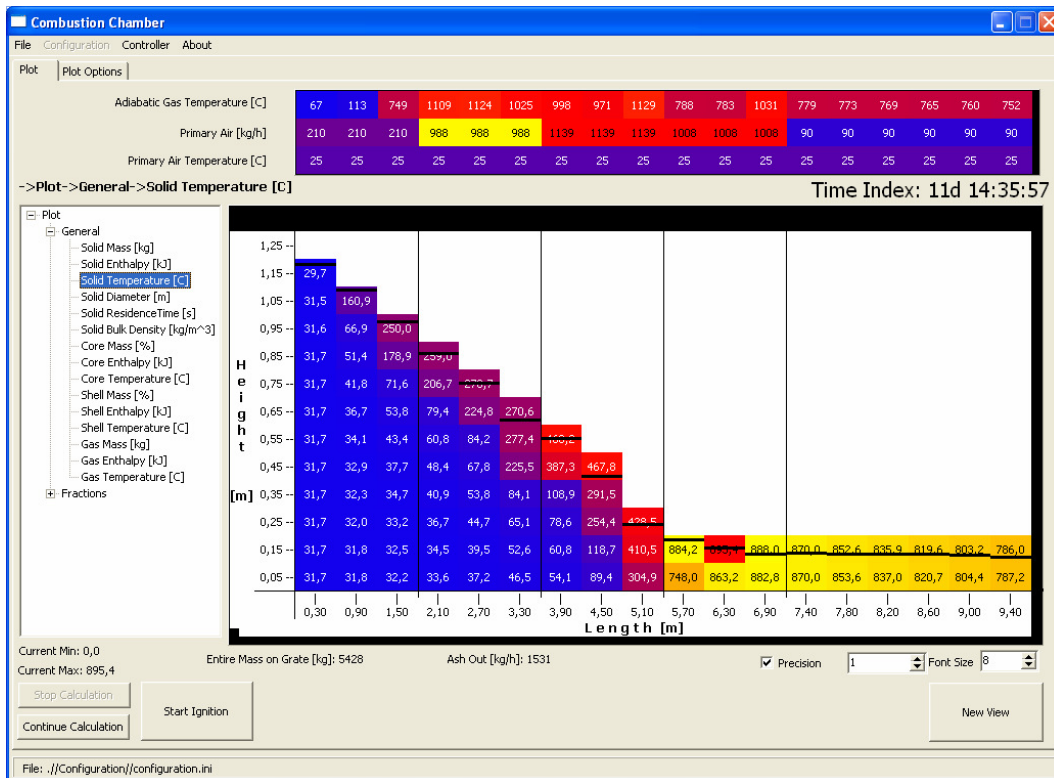 Combustion Chamber
File Configuration Controller About
Plot Plot Options
Adiabatic Gas Temperature [C] 67 113 749 1109 1124 1025 998 971 1129 788 783 1031 779 773 769 765 760 752
Primary Air [kg/h] 210 210 210 988 988 988 1139 1139 1139 1008 1008 1008 90 90 90 90 90 90
Primary Air Temperature [C] 25 25 25 25 25 25 25 25 25 25 25 25 25 25 25 25 25 25
->Plot->General->Solid Temperature [C]
Time Index: 11d 14:35:57
Plot
General
Solid Mass [kg]
Solid Enthalpy [kJ]
Solid Temperature [C]
Solid Diameter [m]
Solid ResidenceTime [s]
Solid Bulk Density [kg/m^3]
Core Mass [%]
Core Enthalpy [kJ]
Core Temperature [C]
Shell Mass [%]
Shell Enthalpy [kJ]
Shell Temperature [C]
Gas Mass [kg]
Gas Enthalpy [kJ]
Gas Temperature [C]
Fractions
Height [m]
1,25 --
1,15 -- 29,7
1,05 -- 31,5 160,9
0,95 -- 31,6 66,9 250,0
0,85 -- 31,7 51,4 178,9 259,0
0,75 -- 31,7 41,8 71,6 206,7 270,7
0,65 -- 31,7 36,7 53,8 79,4 224,8 270,6
0,55 -- 31,7 34,1 43,4 60,8 84,2 277,4
0,45 -- 31,7 32,9 37,7 48,4 67,8 225,5 387,3 467,8
0,35 -- 31,7 32,3 34,7 40,9 53,8 84,1 108,9 291,5
0,25 -- 31,7 32,0 33,2 36,7 44,7 65,1 78,6 254,4 428,5
0,15 -- 31,7 31,8 32,5 34,5 39,5 52,6 60,8 118,7 410,5 884,2 895,4 888,0 870,0 852,6 835,9 819,6 803,2 786,0
0,05 -- 31,7 31,8 32,2 33,6 37,2 46,5 54,1 89,4 304,9 748,0 863,2 882,8 870,0 853,6 837,0 820,7 804,4 787,2
0,30 0,90 1,50 2,10 2,70 3,30 3,90 4,50 5,10 5,70 6,30 6,90 7,40 7,80 8,20 8,60 9,00 9,40
Length [m]
Current Min: 0,0
Current Max: 895,4
Entire Mass on Grate [kg]: 5428
Ash Out [kg/h]: 1531
Precision 1 Font Size 8
Stop Calculation
Continue Calculation
Start Ignition
New View
File: .//Configuration//configuration.ini